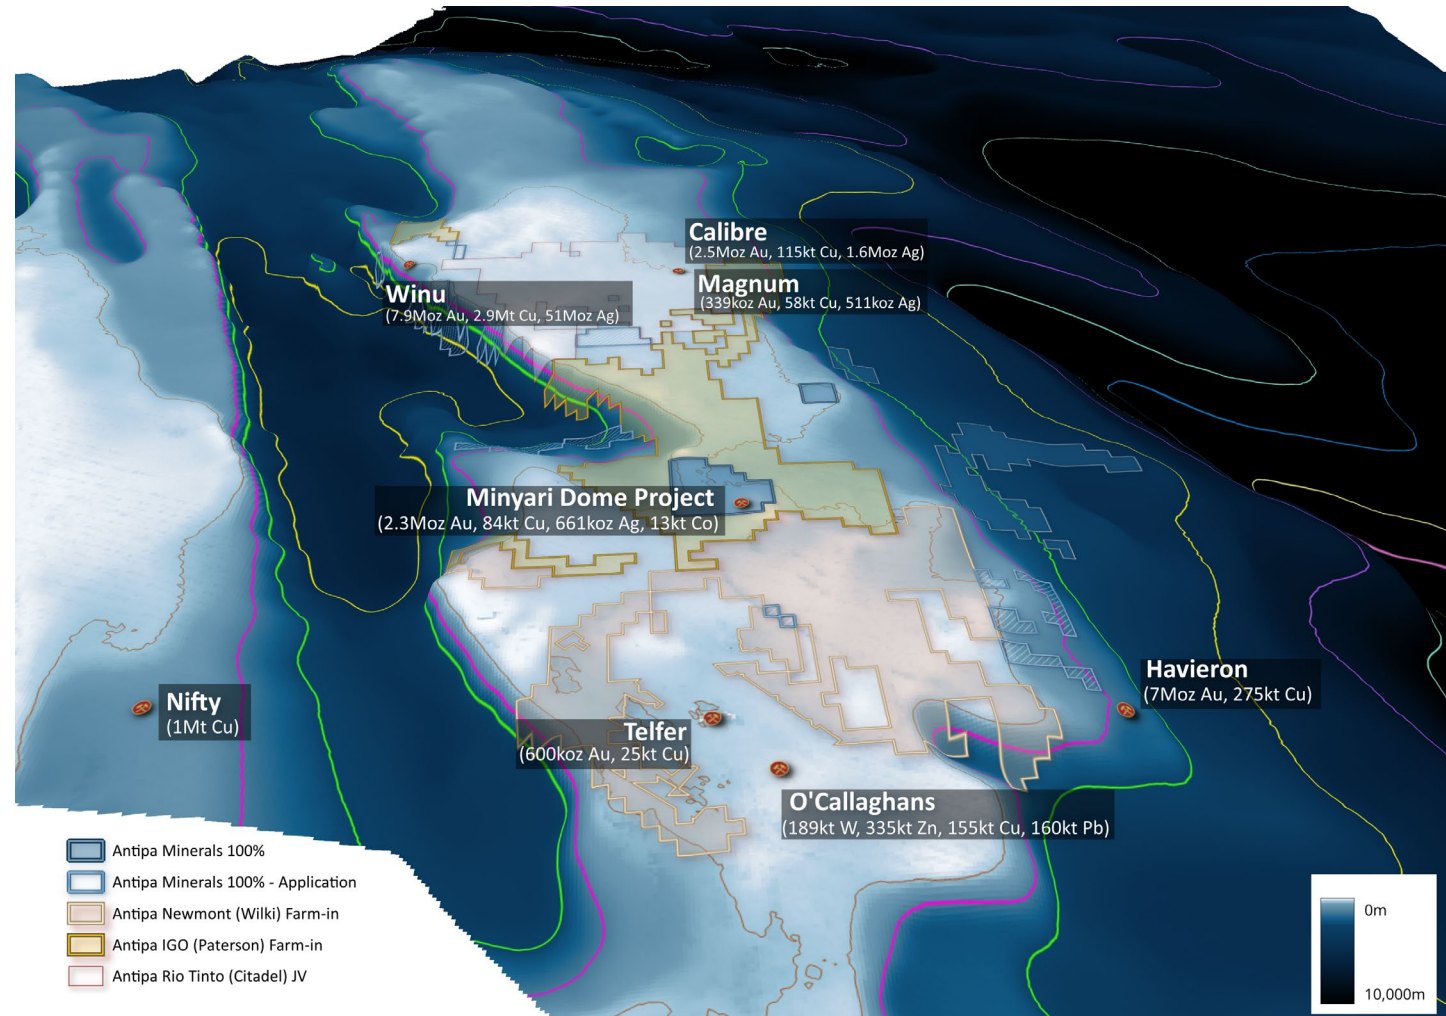 Calibre
(2.5Moz Au, 115kt Cu, 1.6Moz Ag)
Magnum
(339koz Au, 58kt Cu, 511koz Ag)
Winu
(7.9Moz Au, 2.9Mt Cu, 51Moz Ag)
Minyari Dome Project
(2.3Moz Au, 84kt Cu, 661koz Ag, 13kt Co)
Havieron
(7Moz Au, 275kt Cu)
Nifty
(1Mt Cu)
Telfer
(600koz Au, 25kt Cu)
O'Callaghans
(189kt W, 335kt Zn, 155kt Cu, 160kt Pb)
Antipa Minerals 100%
Antipa Minerals 100% - Application
Antipa Newmont (Wilki) Farm-in
Antipa IGO (Paterson) Farm-in
Antipa Rio Tinto (Citadel) JV
0m
10,000m